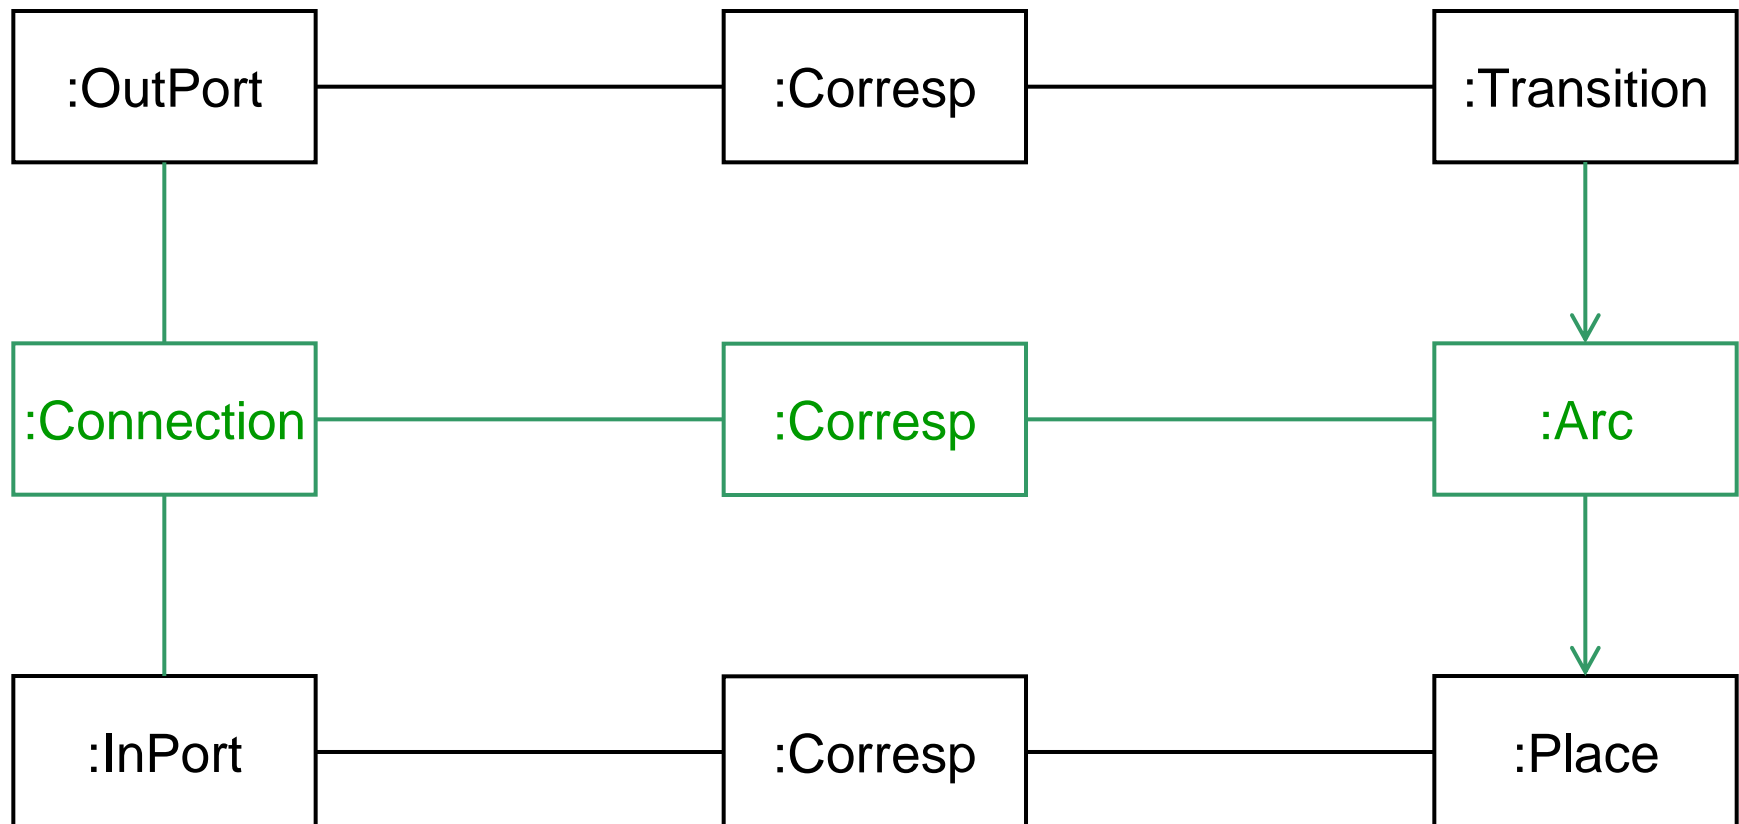 :OutPort
:Corresp
:Transition
:Connection
:Corresp
:Arc
:InPort
:Corresp
:Place